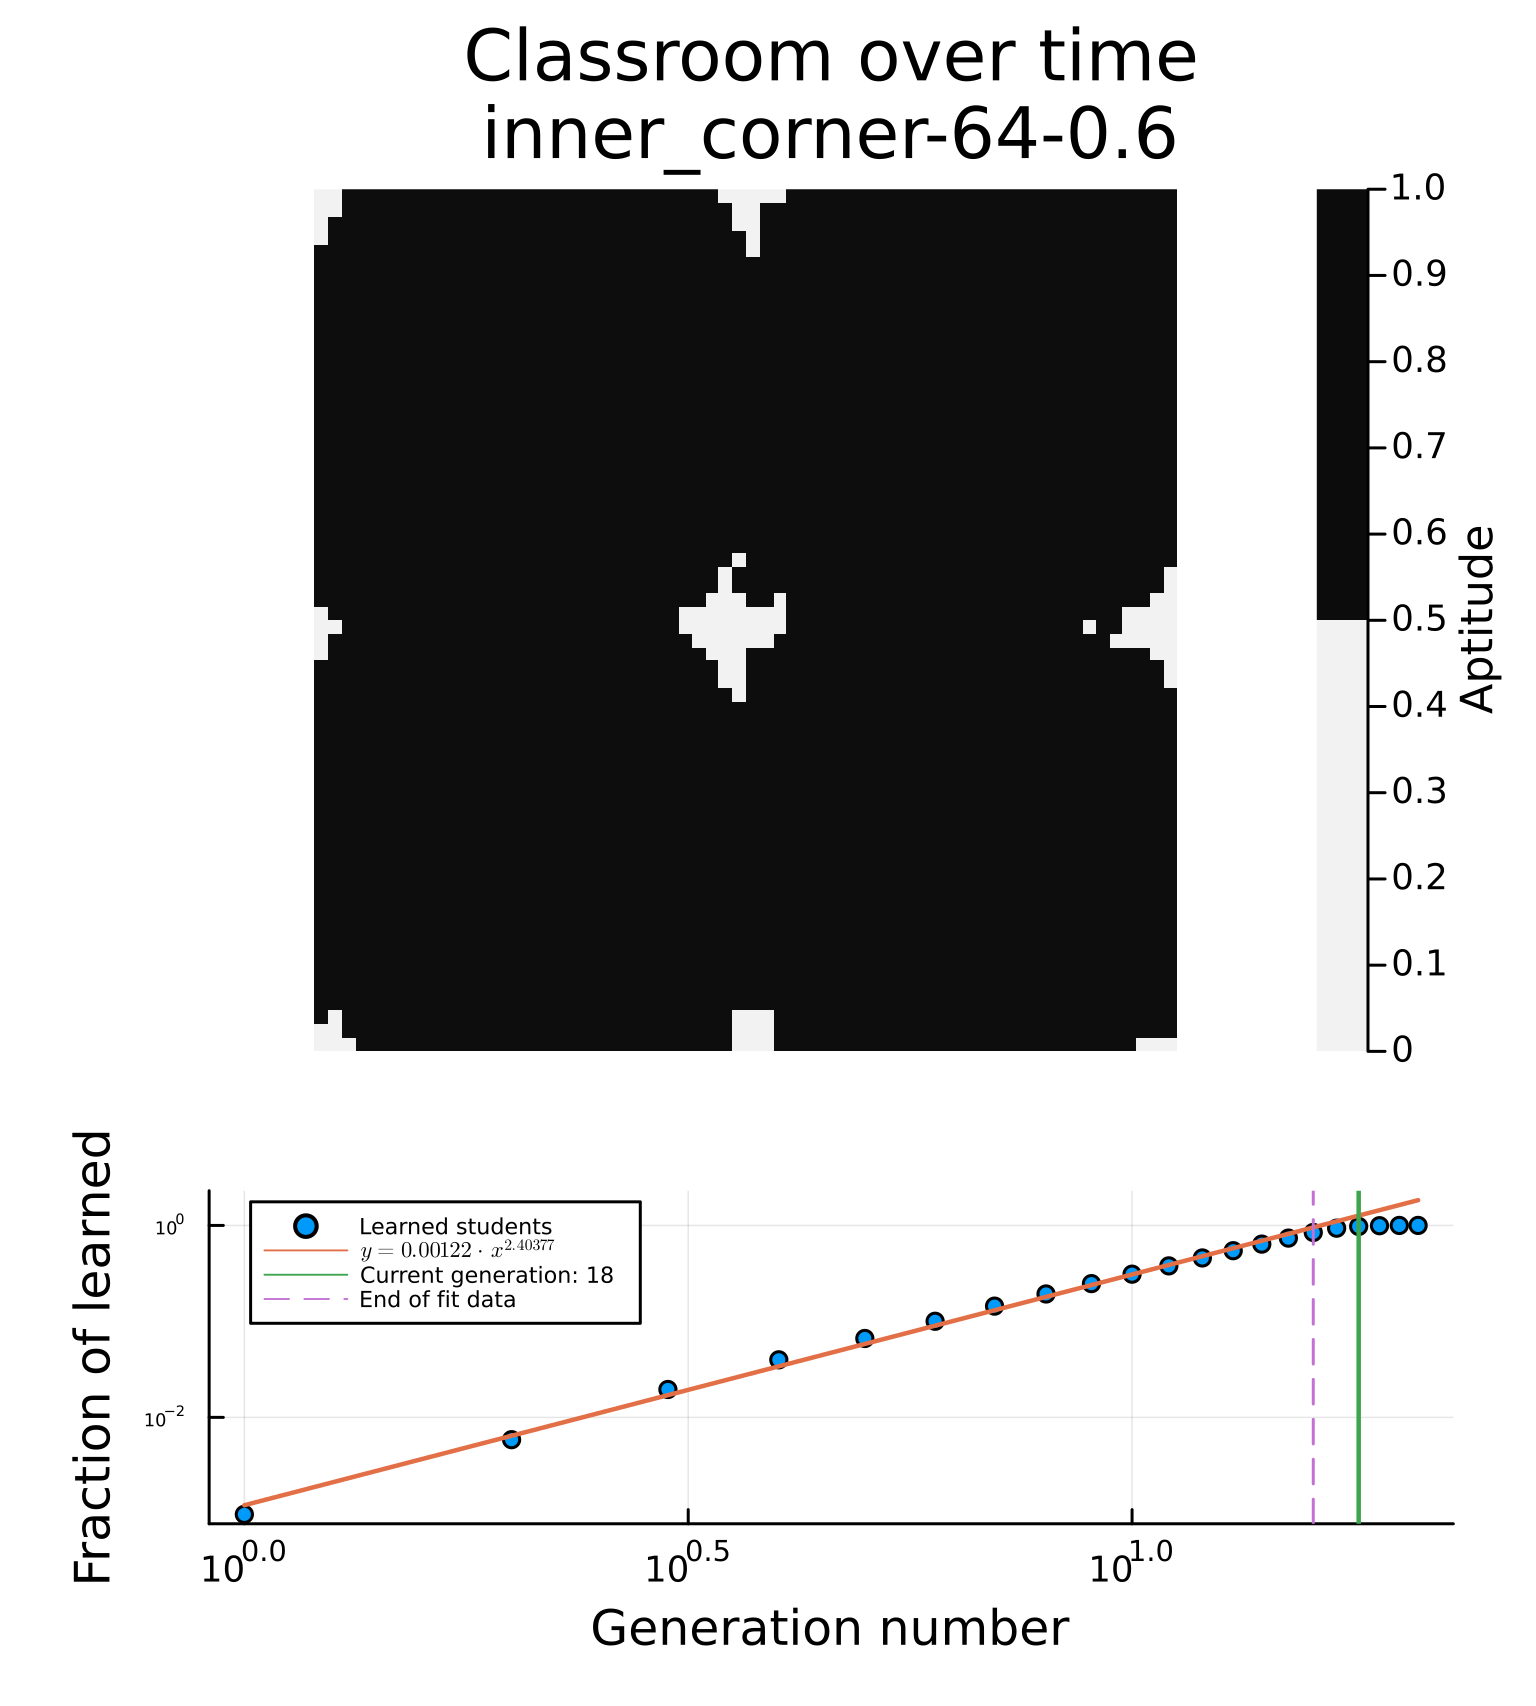 Classroom over time
inner_corner-64-0.6
1.0
0.9
0.8
0.7
0.6
0.5
0.4
0.3
0.2
0.1
0
Aptitude
Fraction of learned
10⁰
10⁻²
Learned students
y = 0.00122 · x^2.40377
Current generation: 18
End of fit data
10^0.0
10^0.5
10^1.0
Generation number